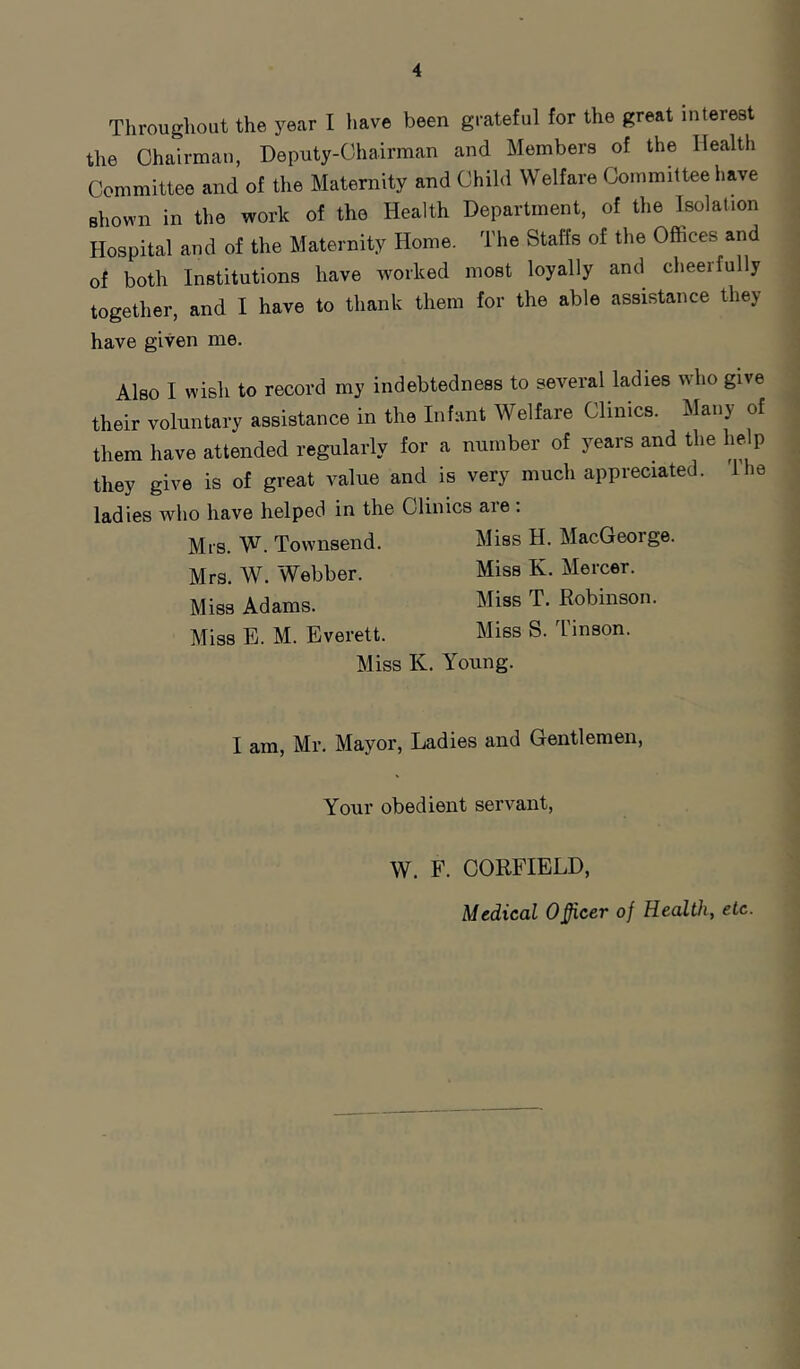 4
Throughout the year I have been grateful for the great interest
the Chairman, Deputy-Chairman and Members of the Health
Committee and of the Maternity and Child Welfare Committee have
shown in the work of the Health Department, of the Isolation
Hospital and of the Maternity Home. The Staffs of the Offices and
of both Institutions have worked most loyally and cheerfully
together, and I have to thank them for the able assistance they
have given me.
Also I wish to record my indebtedness to several ladies who give
their voluntary assistance in the Infant Welfare Clinics. Many of
them have attended regularly for a number of years and the help
they give is of great value and is very much appreciated. The
ladies who have helped in the Clinics are:
Mrs. W. Townsend. Miss H. MacGeorge.
Mrs. W. Webber. Miss K. Mercer.
Miss Adams. Miss T. Robinson.
Miss E. M. Everett. Miss S. Tinson.
Miss K. Young.
I am, Mr. Mayor, Ladies and Gentlemen,
Your obedient servant,
W. F. CORFIELD,
Medical Officer of Health, etc.